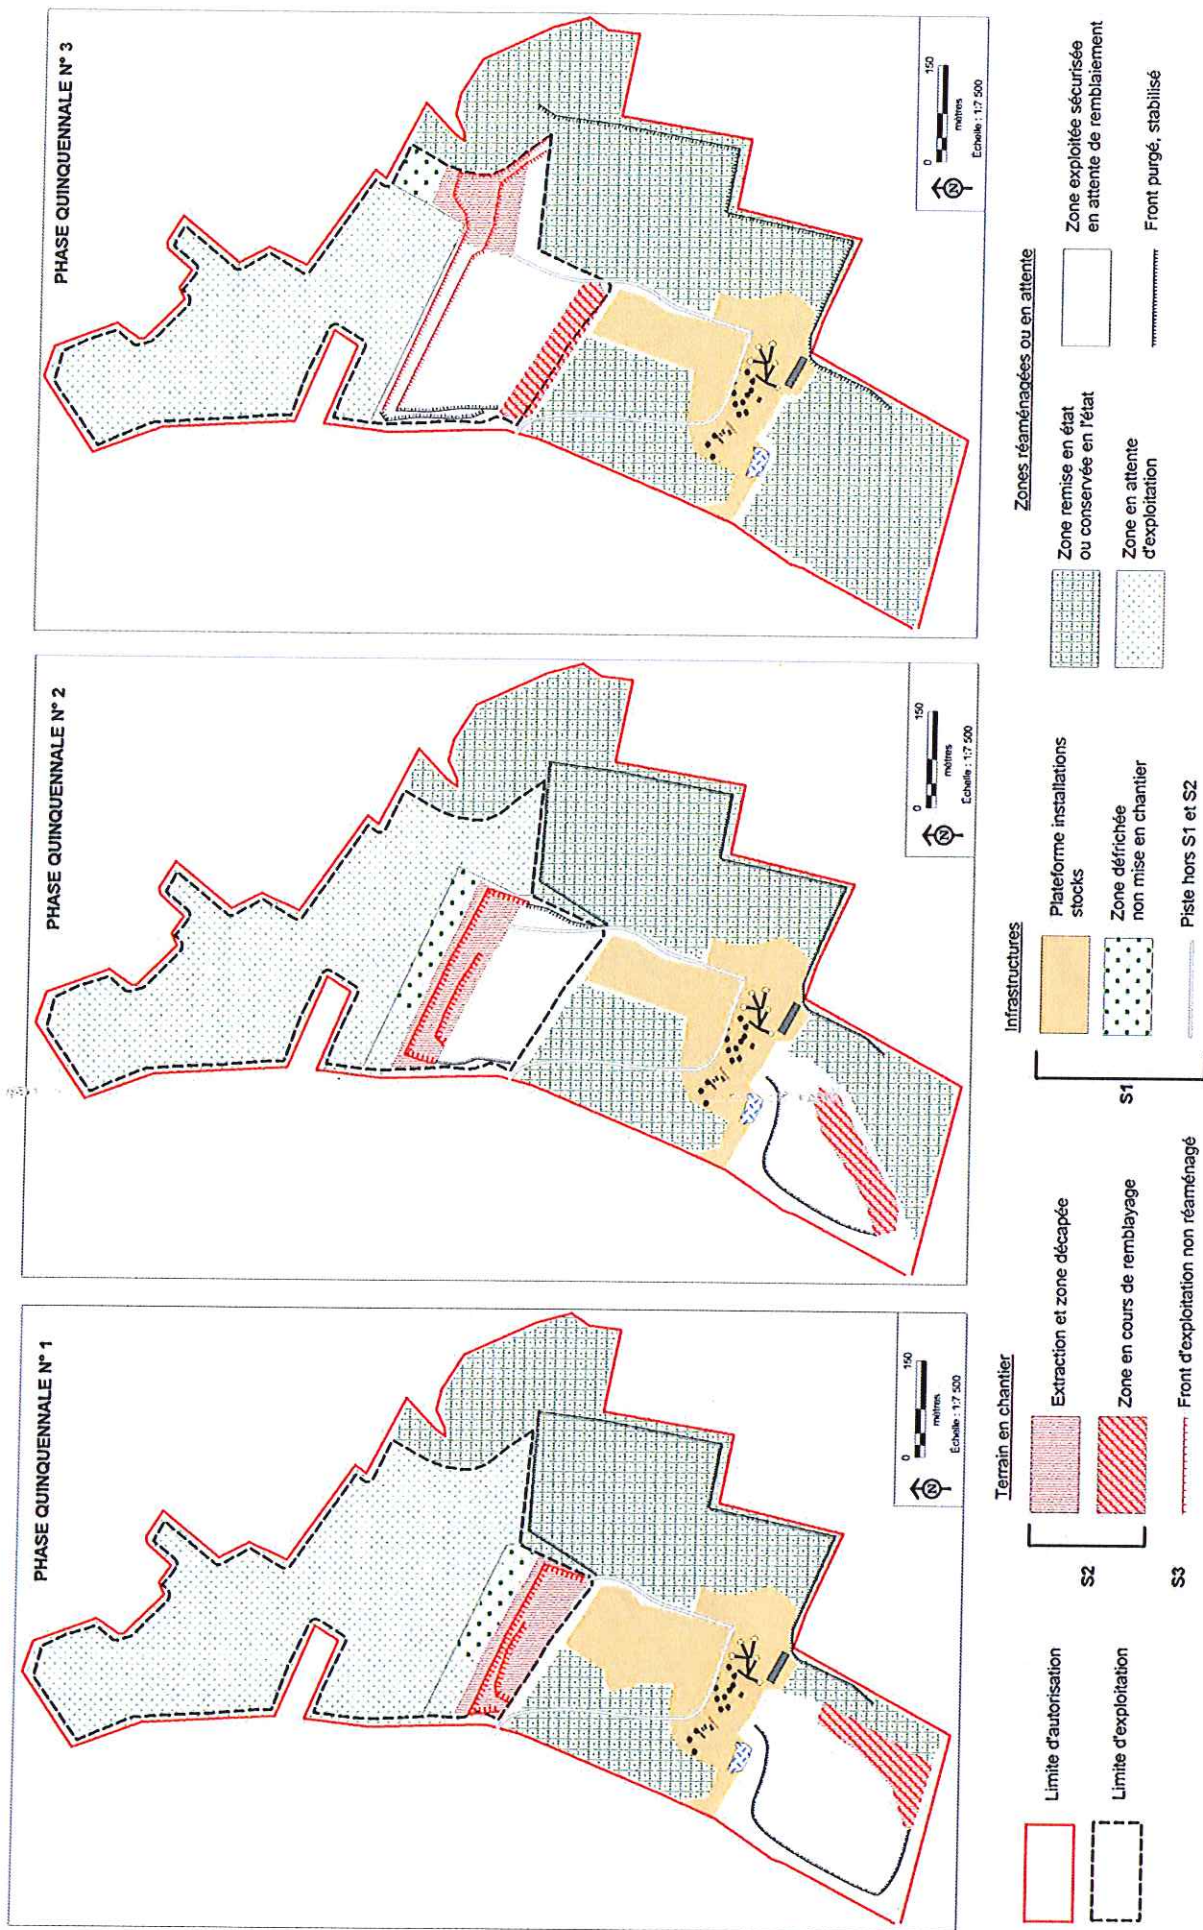 PHASE QUINQUENNALE N° 1
N
0
150
mètres
Echelle : 1:7 500
PHASE QUINQUENNALE N° 2
N
0
150
mètres
Echelle : 1:7 500
PHASE QUINQUENNALE N° 3
N
0
150
mètres
Echelle : 1:7 500
Limite d'autorisation
Limite d'exploitation
Terrain en chantier
S2
Extraction et zone décapée
Zone en cours de remblayage
S3
Front d'exploitation non réaménagé
Infrastructures
S1
Plateforme installations
stocks
Zone défrichée
non mise en chantier
Piste hors S1 et S2
Zones réaménagées ou en attente
Zone remise en état
ou conservée en l'état
Zone en attente
d'exploitation
Zone exploitée sécurisée
en attente de remblaiement
Front purgé, stabilisé